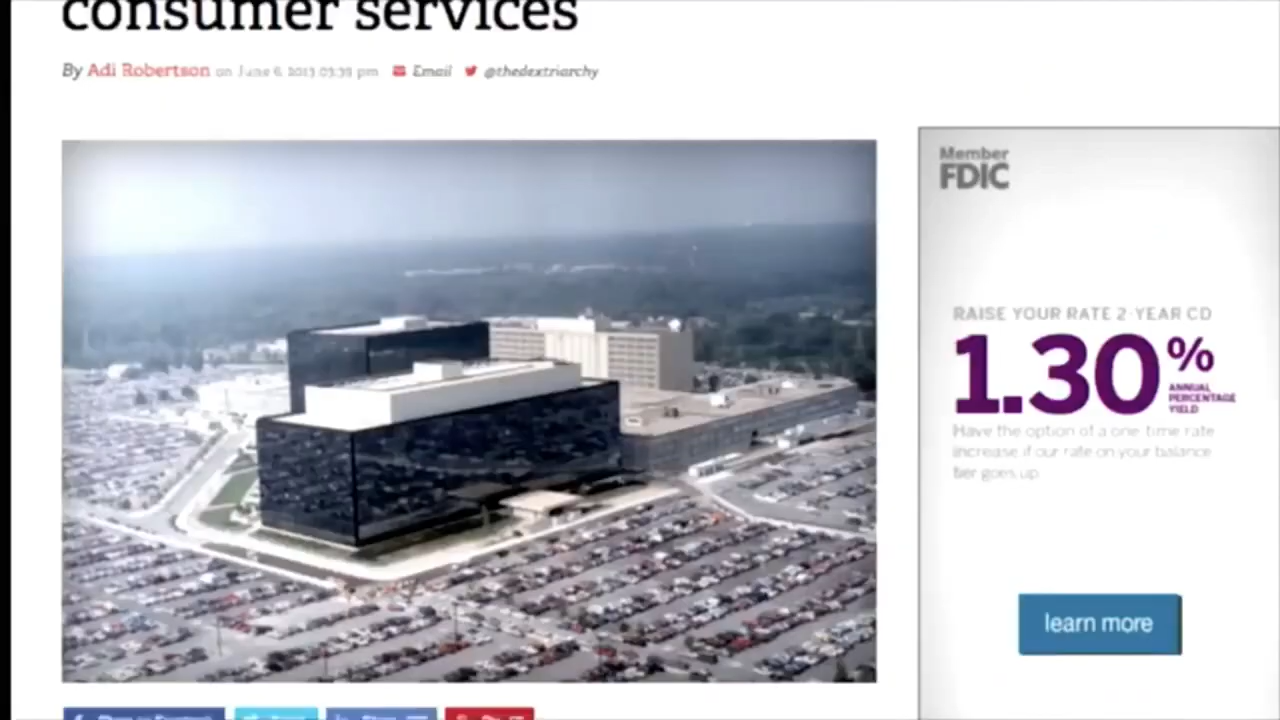 consumer services
By Adi Robertson on June 6, 2013 03:39 pm Email @thedextriarchy
Member
FDIC
RAISE YOUR RATE 2-YEAR CD
1.30%
ANNUAL
PERCENTAGE
YIELD
Have the option of a one-time rate
increase if our rate on your balance
tier goes up.
learn more